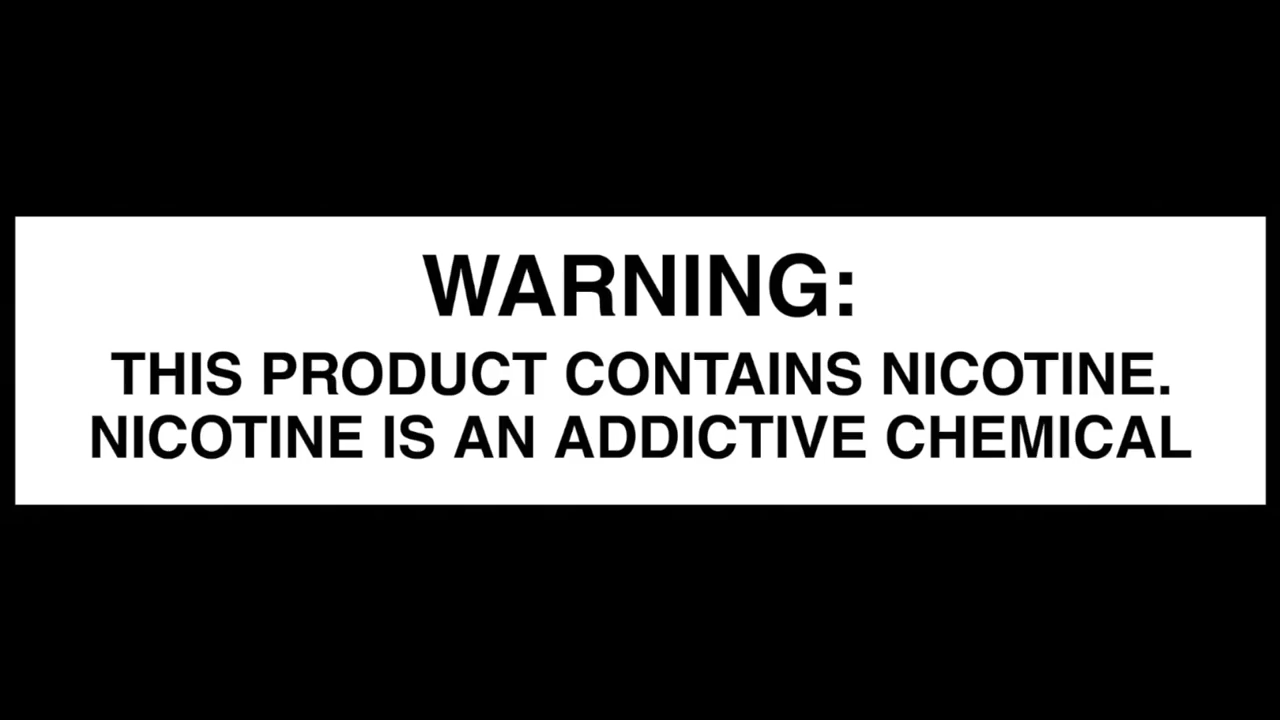 WARNING:
THIS PRODUCT CONTAINS NICOTINE.
NICOTINE IS AN ADDICTIVE CHEMICAL